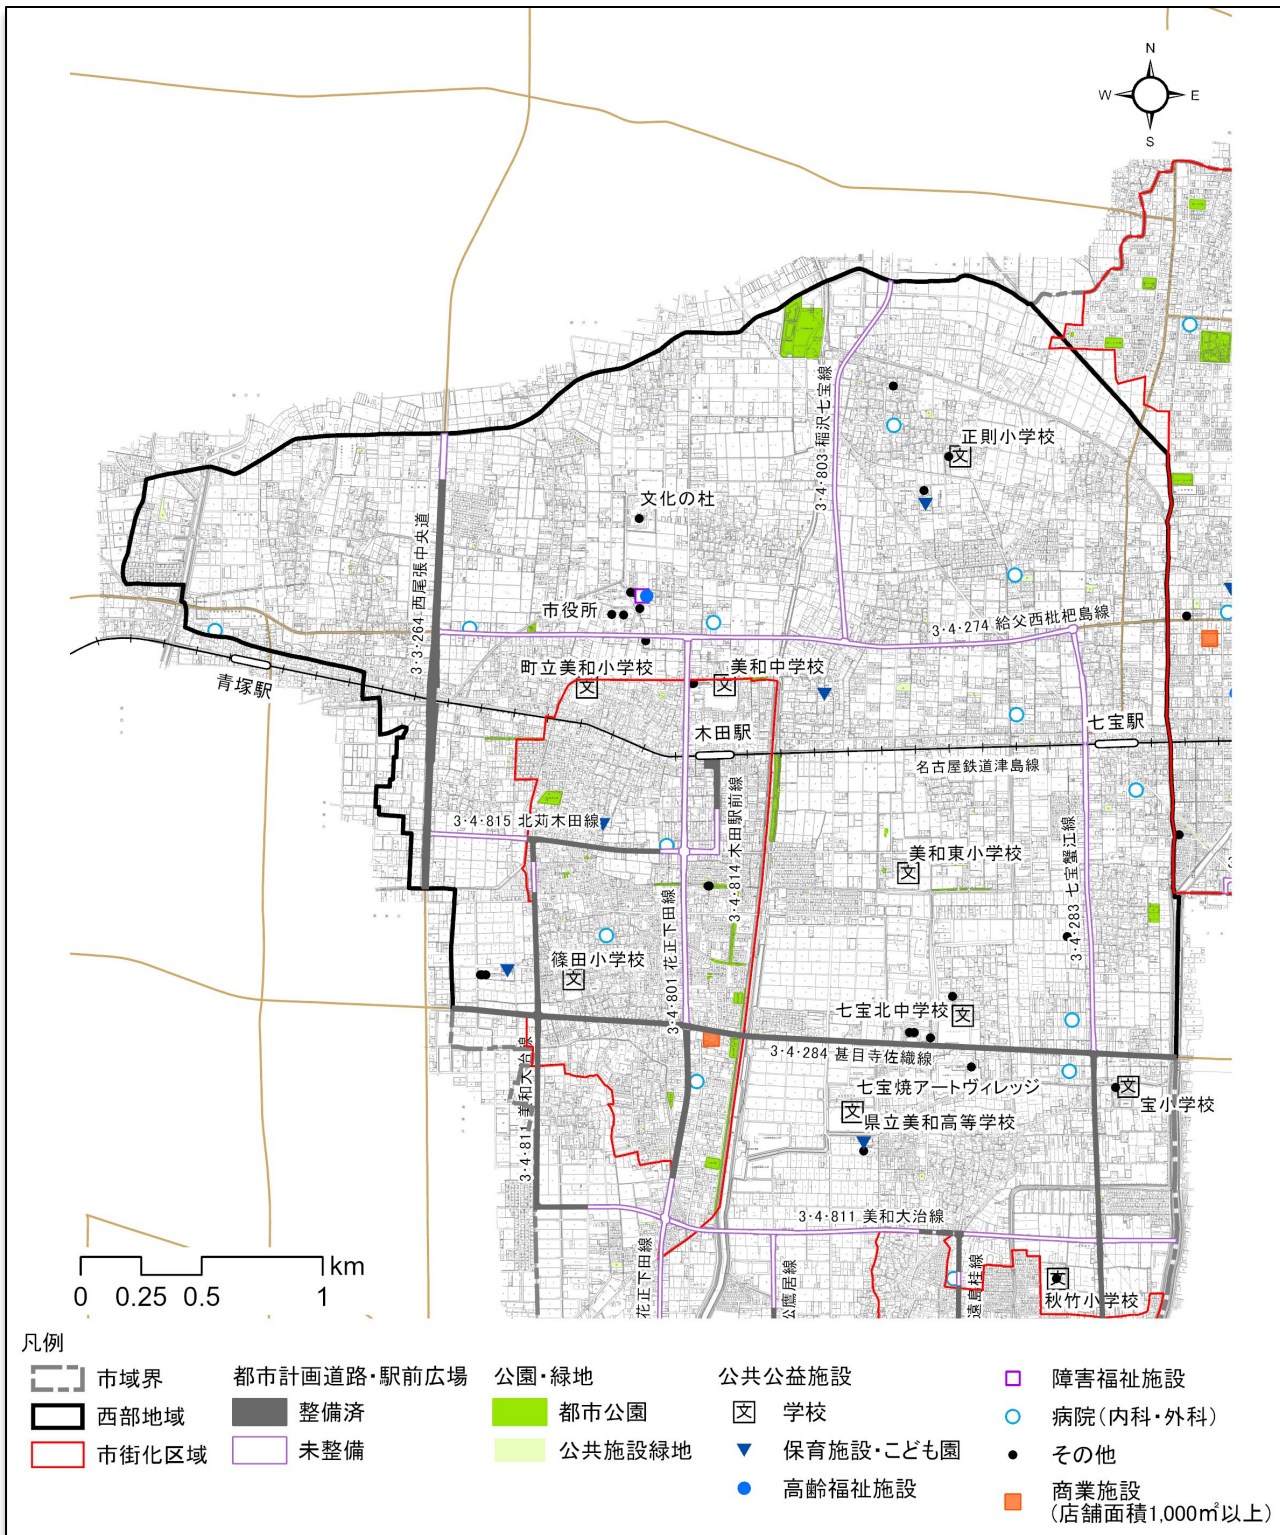 N
W E
S
正則小学校
3・4・803 稲沢七宝線
文化の杜
3・3・264 西尾張中央道
市役所
3・4・274 給父西枇杷島線
町立美和小学校
美和中学校
青塚駅
木田駅
七宝駅
名古屋鉄道津島線
3・4・815 北苅木田線
3・4・814 木田駅前線
美和東小学校
3・4・283 七宝蟹江線
3・4・801 花正下田線
篠田小学校
七宝北中学校
3・4・284 甚目寺佐織線
七宝焼アートヴィレッジ
3・4・811 美和大治線
県立美和高等学校
宝小学校
3・4・811 美和大治線
花正下田線
公鷹居線
遠島桂線
秋竹小学校
km
0 0.25 0.5 1
凡例
市域界
西部地域
市街化区域
都市計画道路・駅前広場
整備済
未整備
公園・緑地
都市公園
公共施設緑地
公共公益施設
文 学校
保育施設・こども園
高齢福祉施設
障害福祉施設
病院(内科・外科)
その他
商業施設
(店舗面積1,000㎡以上)